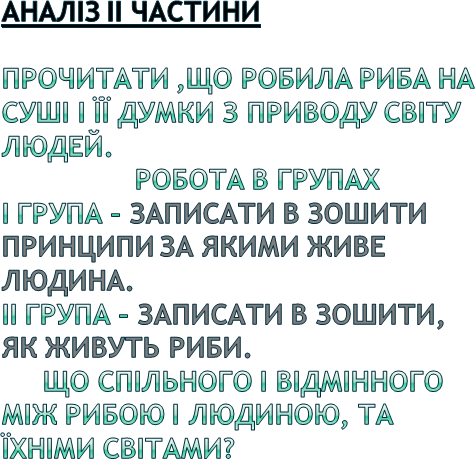 АНАЛІЗ ІІ ЧАСТИНИ
ПРОЧИТАТИ ,ЩО РОБИЛА РИБА НА
СУШІ І ЇЇ ДУМКИ З ПРИВОДУ СВІТУ
ЛЮДЕЙ.
РОБОТА В ГРУПАХ
І ГРУПА - ЗАПИСАТИ В ЗОШИТИ
ПРИНЦИПИ ЗА ЯКИМИ ЖИВЕ
ЛЮДИНА.
ІІ ГРУПА - ЗАПИСАТИ В ЗОШИТИ,
ЯК ЖИВУТЬ РИБИ.
ЩО СПІЛЬНОГО І ВІДМІННОГО
МІЖ РИБОЮ І ЛЮДИНОЮ, ТА
ЇХНІМИ СВІТАМИ?